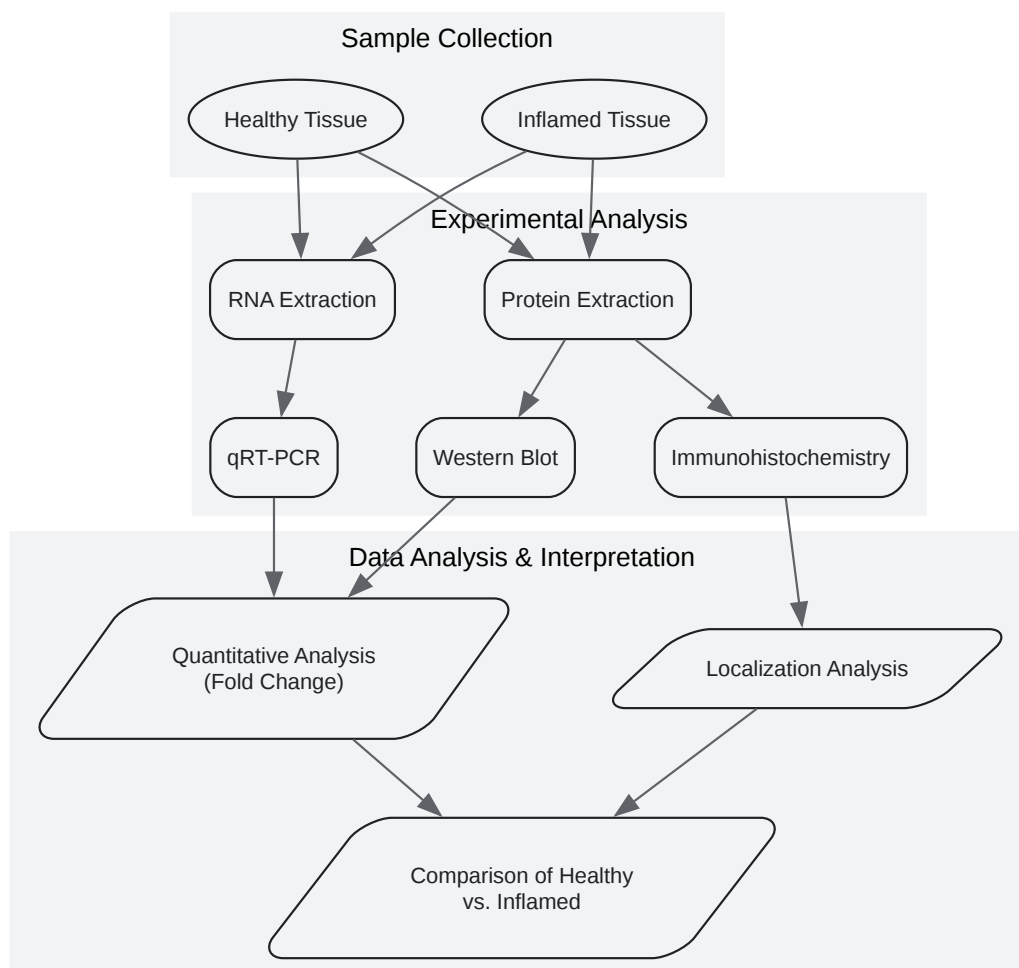 Sample Collection
Healthy Tissue
Inflamed Tissue
Experimental Analysis
RNA Extraction
Protein Extraction
qRT-PCR
Western Blot
Immunohistochemistry
Data Analysis & Interpretation
Quantitative Analysis
(Fold Change)
Localization Analysis
Comparison of Healthy
vs. Inflamed